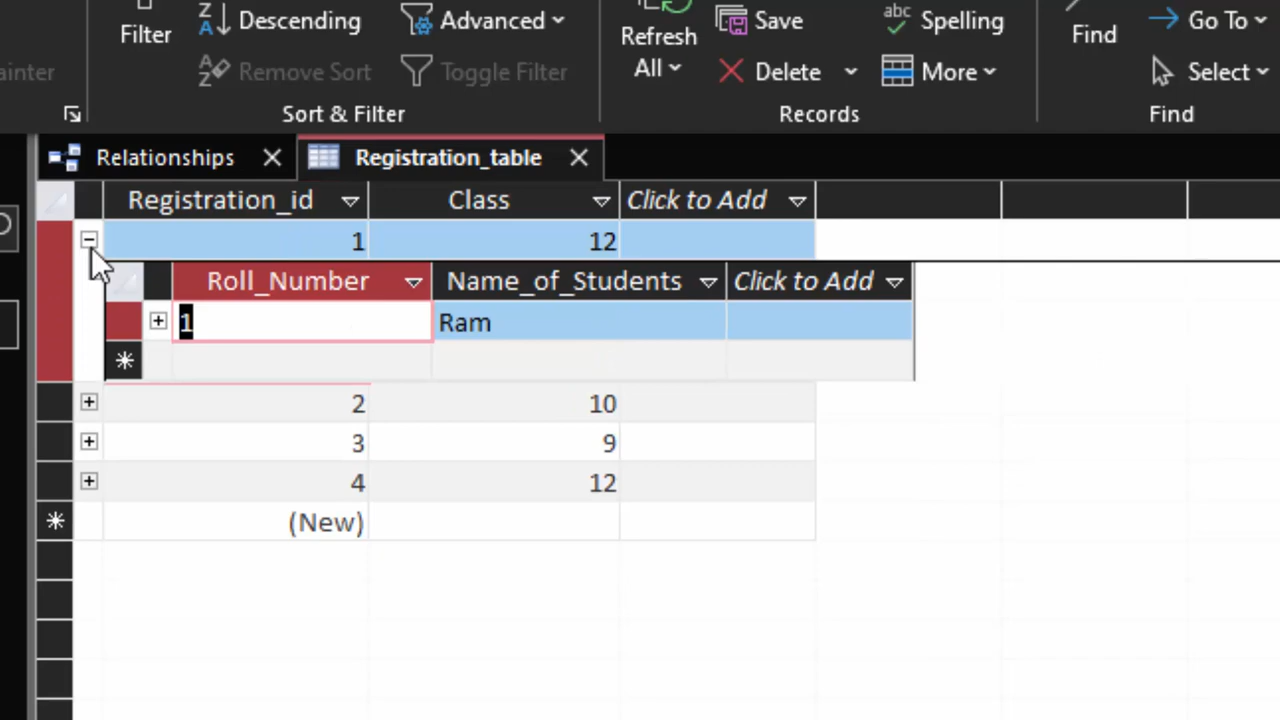 Filter
Descending
Advanced
Refresh
All
Save
Spelling
Find
Go To
ainter
Remove Sort
Toggle Filter
Delete
More
Select
Sort & Filter
Records
Find
Relationships
Registration_table
Registration_id Class Click to Add
1 12
Roll_Number Name_of_Students Click to Add
1 Ram
2 10
3 9
4 12
(New)